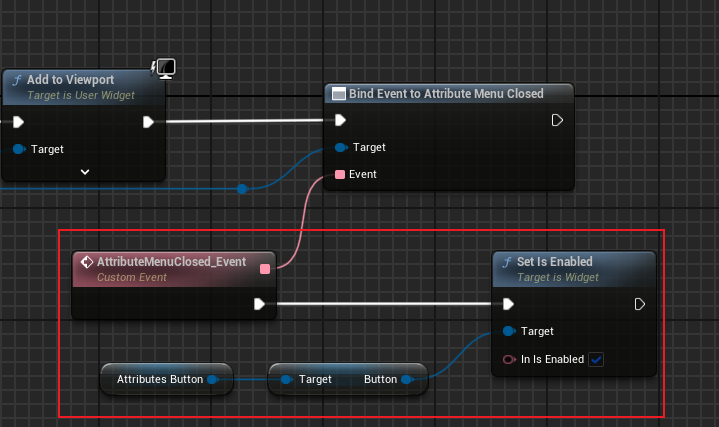 f Add to Viewport
Target is User Widget
Target
Bind Event to Attribute Menu Closed
Target
Event
AttributeMenuClosed_Event
Custom Event
f Set Is Enabled
Target is Widget
Target
In Is Enabled
Attributes Button
Target Button